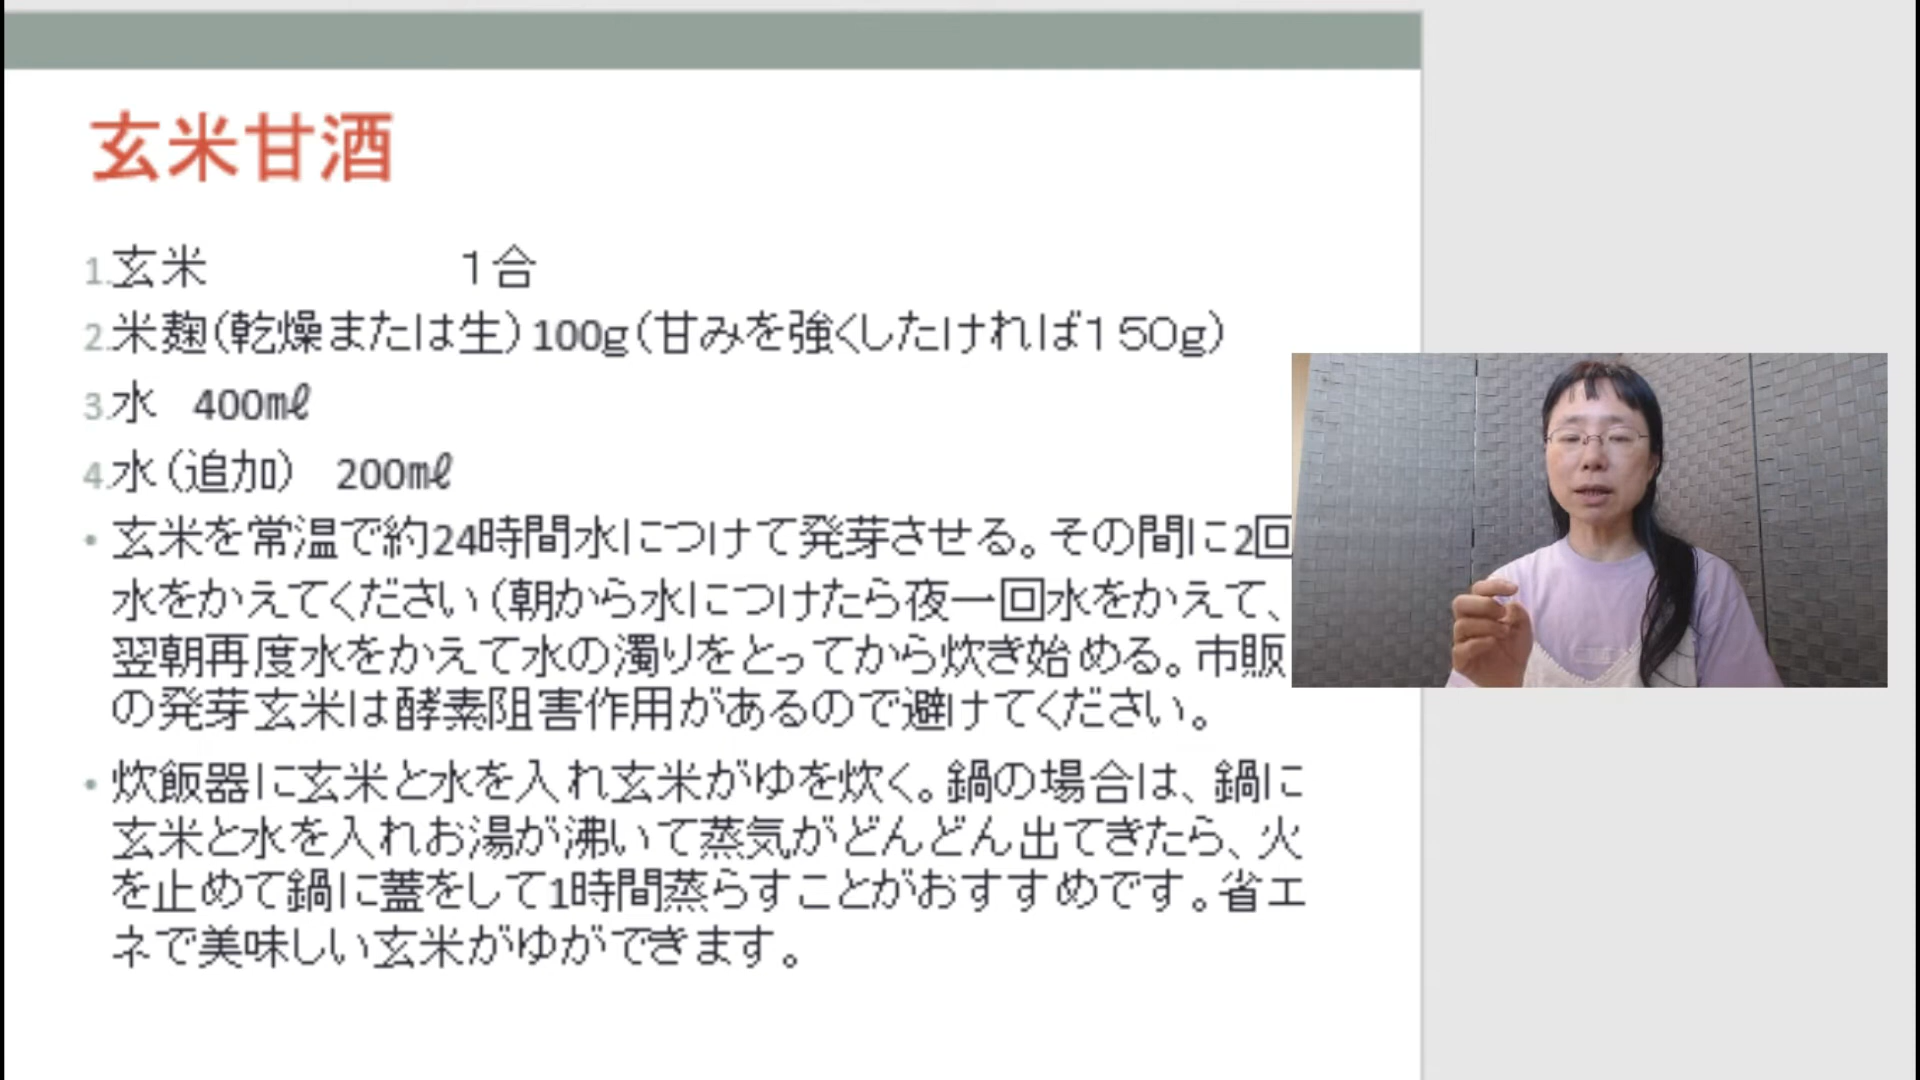 玄米甘酒
1.玄米　　　　　１合
2.米麹（乾燥または生）100g（甘みを強くしたければ１５０ｇ）
3.水　400㎖
4.水（追加）　200㎖
• 玄米を常温で約24時間水につけて発芽させる。その間に2回
水をかえてください（朝から水につけたら夜一回水をかえて、
翌朝再度水をかえて水の濁りをとってから炊き始める。市販
の発芽玄米は酵素阻害作用があるので避けてください。
• 炊飯器に玄米と水を入れ玄米がゆを炊く。鍋の場合は、鍋に
玄米と水を入れお湯が沸いて蒸気がどんどん出てきたら、火
を止めて鍋に蓋をして1時間蒸らすことがおすすめです。省エ
ネで美味しい玄米がゆができます。